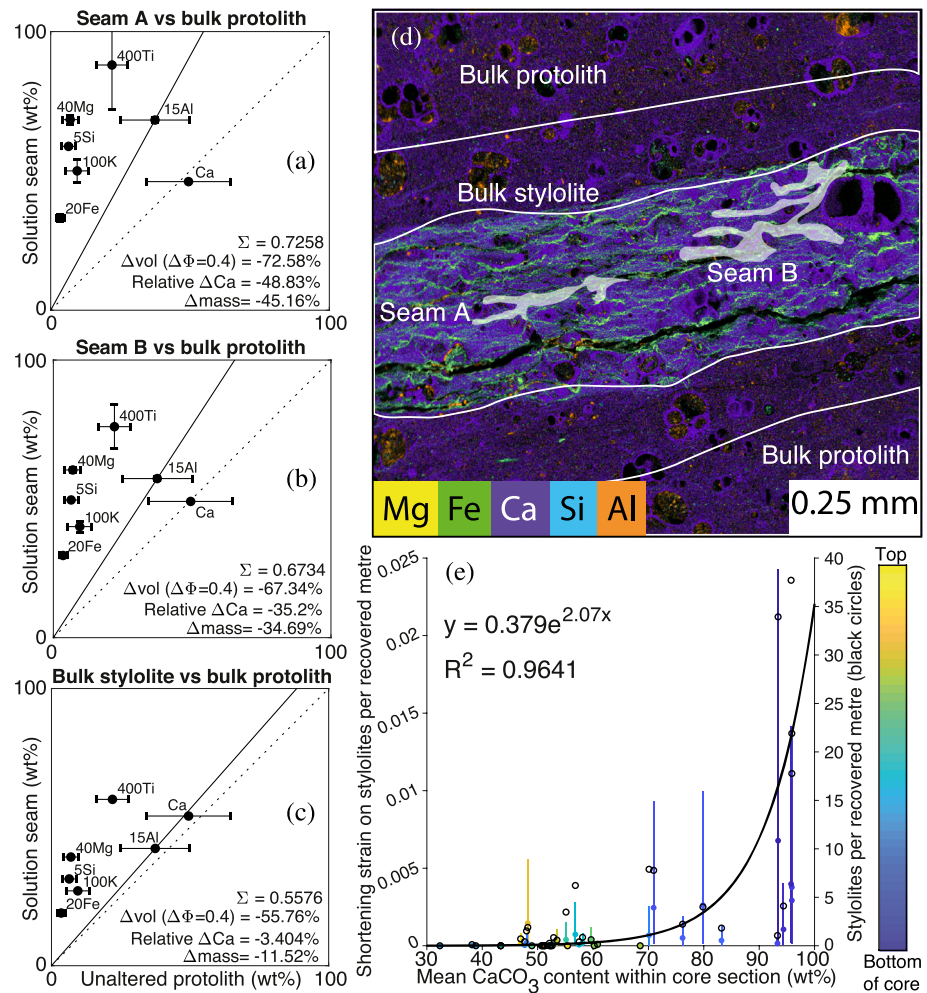 Seam A vs bulk protolith
100
400Ti
40Mg
15Al
5Si
(a)
100K
Ca
20Fe
Σ = 0.7258
Δvol (ΔΦ=0.4) = -72.58%
Relative ΔCa = -48.83%
Δmass= -45.16%
Solution seam (wt%)
0
0
100
Seam B vs bulk protolith
100
400Ti
40Mg
15Al
5Si
(b)
Ca
100K
20Fe
Σ = 0.6734
Δvol (ΔΦ=0.4) = -67.34%
Relative ΔCa = -35.2%
Δmass= -34.69%
Solution seam (wt%)
0
0
100
Bulk stylolite vs bulk protolith
100
400Ti
Ca
(c)
15Al
40Mg
5Si
100K
20Fe
Σ = 0.5576
Δvol (ΔΦ=0.4) = -55.76%
Relative ΔCa = -3.404%
Δmass = -11.52%
Solution seam (wt%)
0
0
Unaltered protolith (wt%)
100
(d)
Bulk protolith
Bulk stylolite
Seam B
Seam A
Bulk protolith
Mg Fe Ca Si Al
0.25 mm
(e)
y = 0.379e^2.07x
R² = 0.9641
Shortening strain on stylolites per recovered metre
0.025
0.02
0.015
0.01
0.005
0
30 40 50 60 70 80 90 100
Mean CaCO₃ content within core section (wt%)
40
35
30
25
20
15
10
5
0
Stylolites per recovered metre (black circles)
Top
Bottom
of core